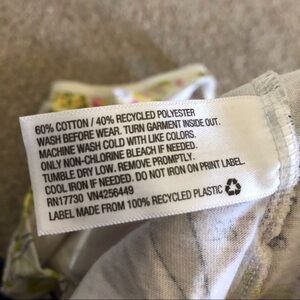 60% COTTON / 40% RECYCLED POLYESTER
WASH BEFORE WEAR. TURN GARMENT INSIDE OUT.
MACHINE WASH COLD WITH LIKE COLORS.
ONLY NON-CHLORINE BLEACH IF NEEDED.
TUMBLE DRY LOW. REMOVE PROMPTLY.
COOL IRON IF NEEDED. DO NOT IRON ON PRINT LABEL.
RN17730 VN4256449
LABEL MADE FROM 100% RECYCLED PLASTIC